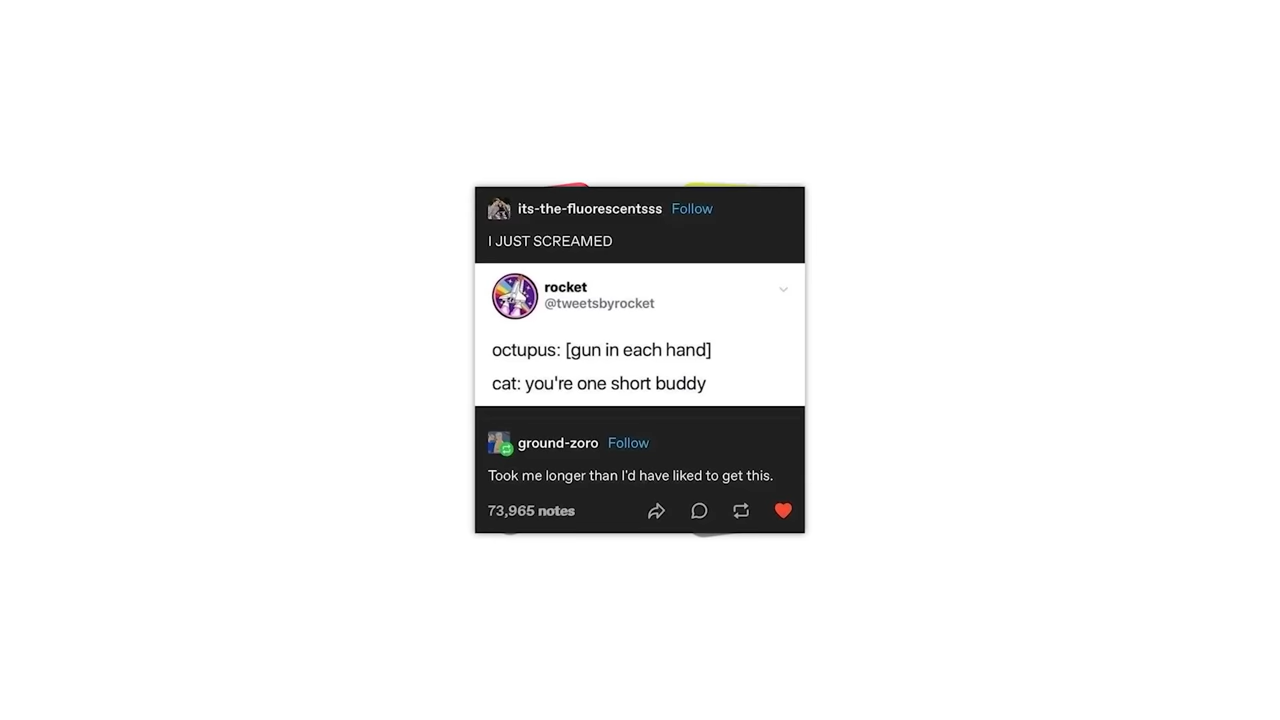 its-the-fluorescentsss Follow
I JUST SCREAMED
rocket
@tweetsbyrocket
octupus: [gun in each hand]
cat: you're one short buddy
ground-zoro Follow
Took me longer than I'd have liked to get this.
73,965 notes